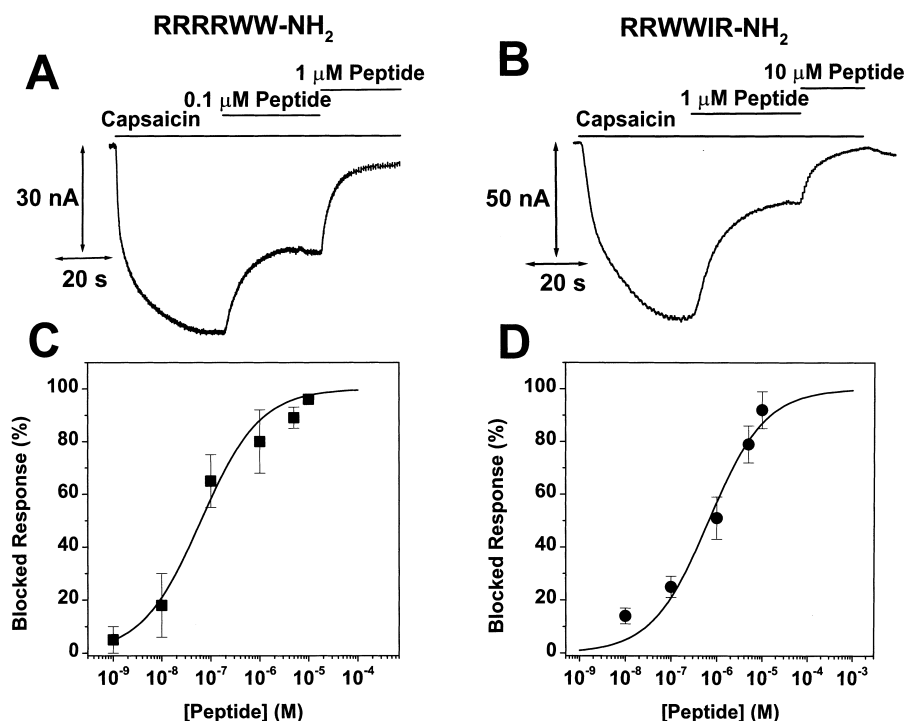 RRRRWW-NH2
RRWWIR-NH2
A
1 μM Peptide
0.1 μM Peptide
Capsaicin
30 nA
20 s
B
10 μM Peptide
1 μM Peptide
Capsaicin
50 nA
20 s
C
Blocked Response (%)
100
80
60
40
20
0
10^-9 10^-8 10^-7 10^-6 10^-5 10^-4
[Peptide] (M)
D
Blocked Response (%)
100
80
60
40
20
0
10^-9 10^-8 10^-7 10^-6 10^-5 10^-4 10^-3
[Peptide] (M)